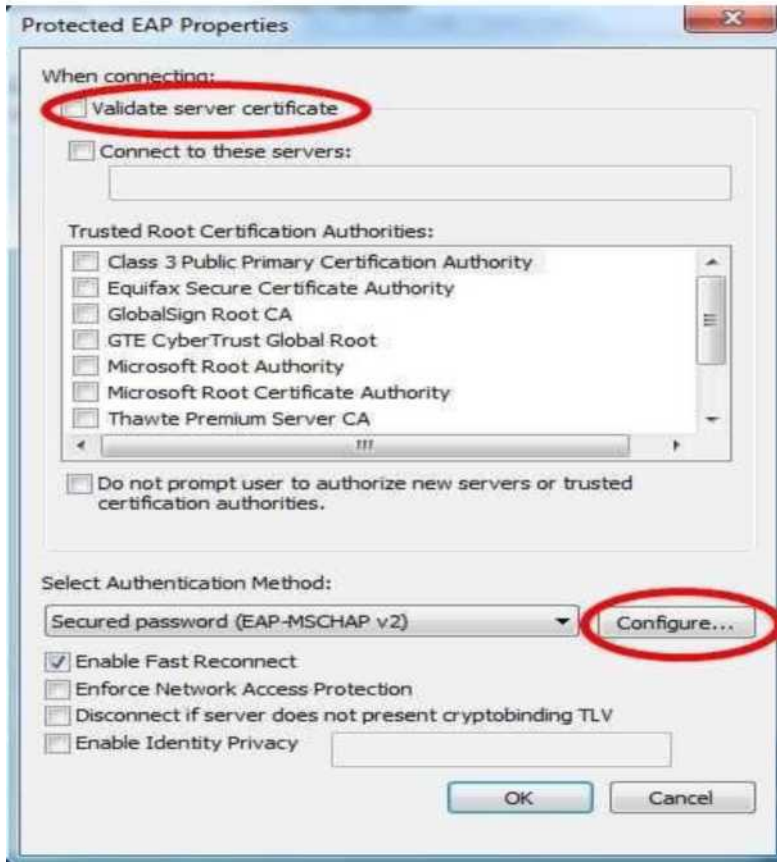 Protected EAP Properties
When connecting:
Validate server certificate
Connect to these servers:
Trusted Root Certification Authorities:
Class 3 Public Primary Certification Authority
Equifax Secure Certificate Authority
GlobalSign Root CA
GTE CyberTrust Global Root
Microsoft Root Authority
Microsoft Root Certificate Authority
Thawte Premium Server CA
Do not prompt user to authorize new servers or trusted
certification authorities.
Select Authentication Method:
Secured password (EAP-MSCHAP v2)
Configure...
Enable Fast Reconnect
Enforce Network Access Protection
Disconnect if server does not present cryptobinding TLV
Enable Identity Privacy
OK
Cancel